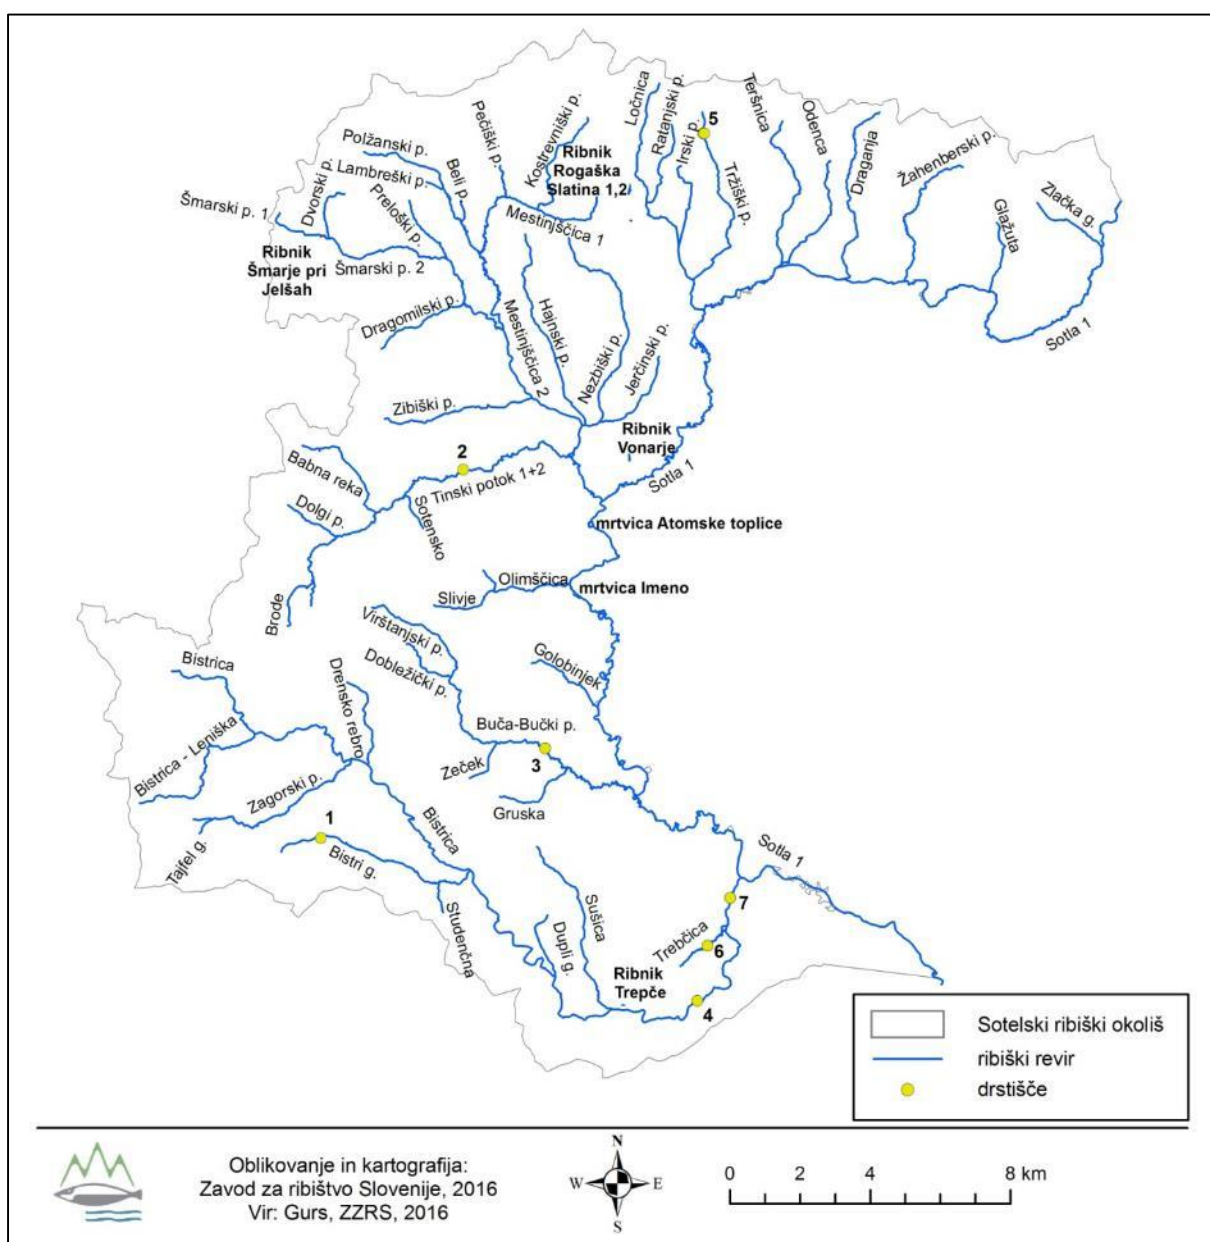 Ločnica
Ratanjski p.
Irski p.
5
Teršnica
Odenca
Draganja
Žahenberski p.
Zlačka g.
Glažuta
Tržiški p.
Pečiški p.
Kostrevniški p.
Ribnik
Rogaška
Slatina 1,2
Polžanski p.
Lambreški p.
Beli p.
Dvorski p.
Preloški p.
Šmarski p. 1
Mestinjščica 1
Ribnik
Šmarje pri
Jelšah
Šmarski p. 2
Dragomilski p.
Mestinjščica 2
Hajnski p.
Nezbiški p.
Jerčinski p.
Sotla 1
Zibiški p.
Ribnik
Vonarje
2
Babna reka
Tinski potok 1+2
Sotla 1
Dolgi p.
Sotensko
mrtvica Atomske toplice
Olimščica
mrtvica Imeno
Slivje
Brode
Virštanjski p.
Dobležički p.
Golobinjek
Bistrica
Drensko rebro
Buča-Bučki p.
Bistrica - Leniška
Zeček
3
Zagorski p.
Gruska
1
Bistrica
Tajfel g.
Bistri g.
Sotla 1
Studenčna
Sušica
7
Dupli g.
Trebčica
6
Ribnik
Trepče
4
Sotelski ribiški okoliš
ribiški revir
drstišče
Oblikovanje in kartografija:
Zavod za ribištvo Slovenije, 2016
Vir: Gurs, ZZRS, 2016
N
W
E
S
0 2 4 8 km